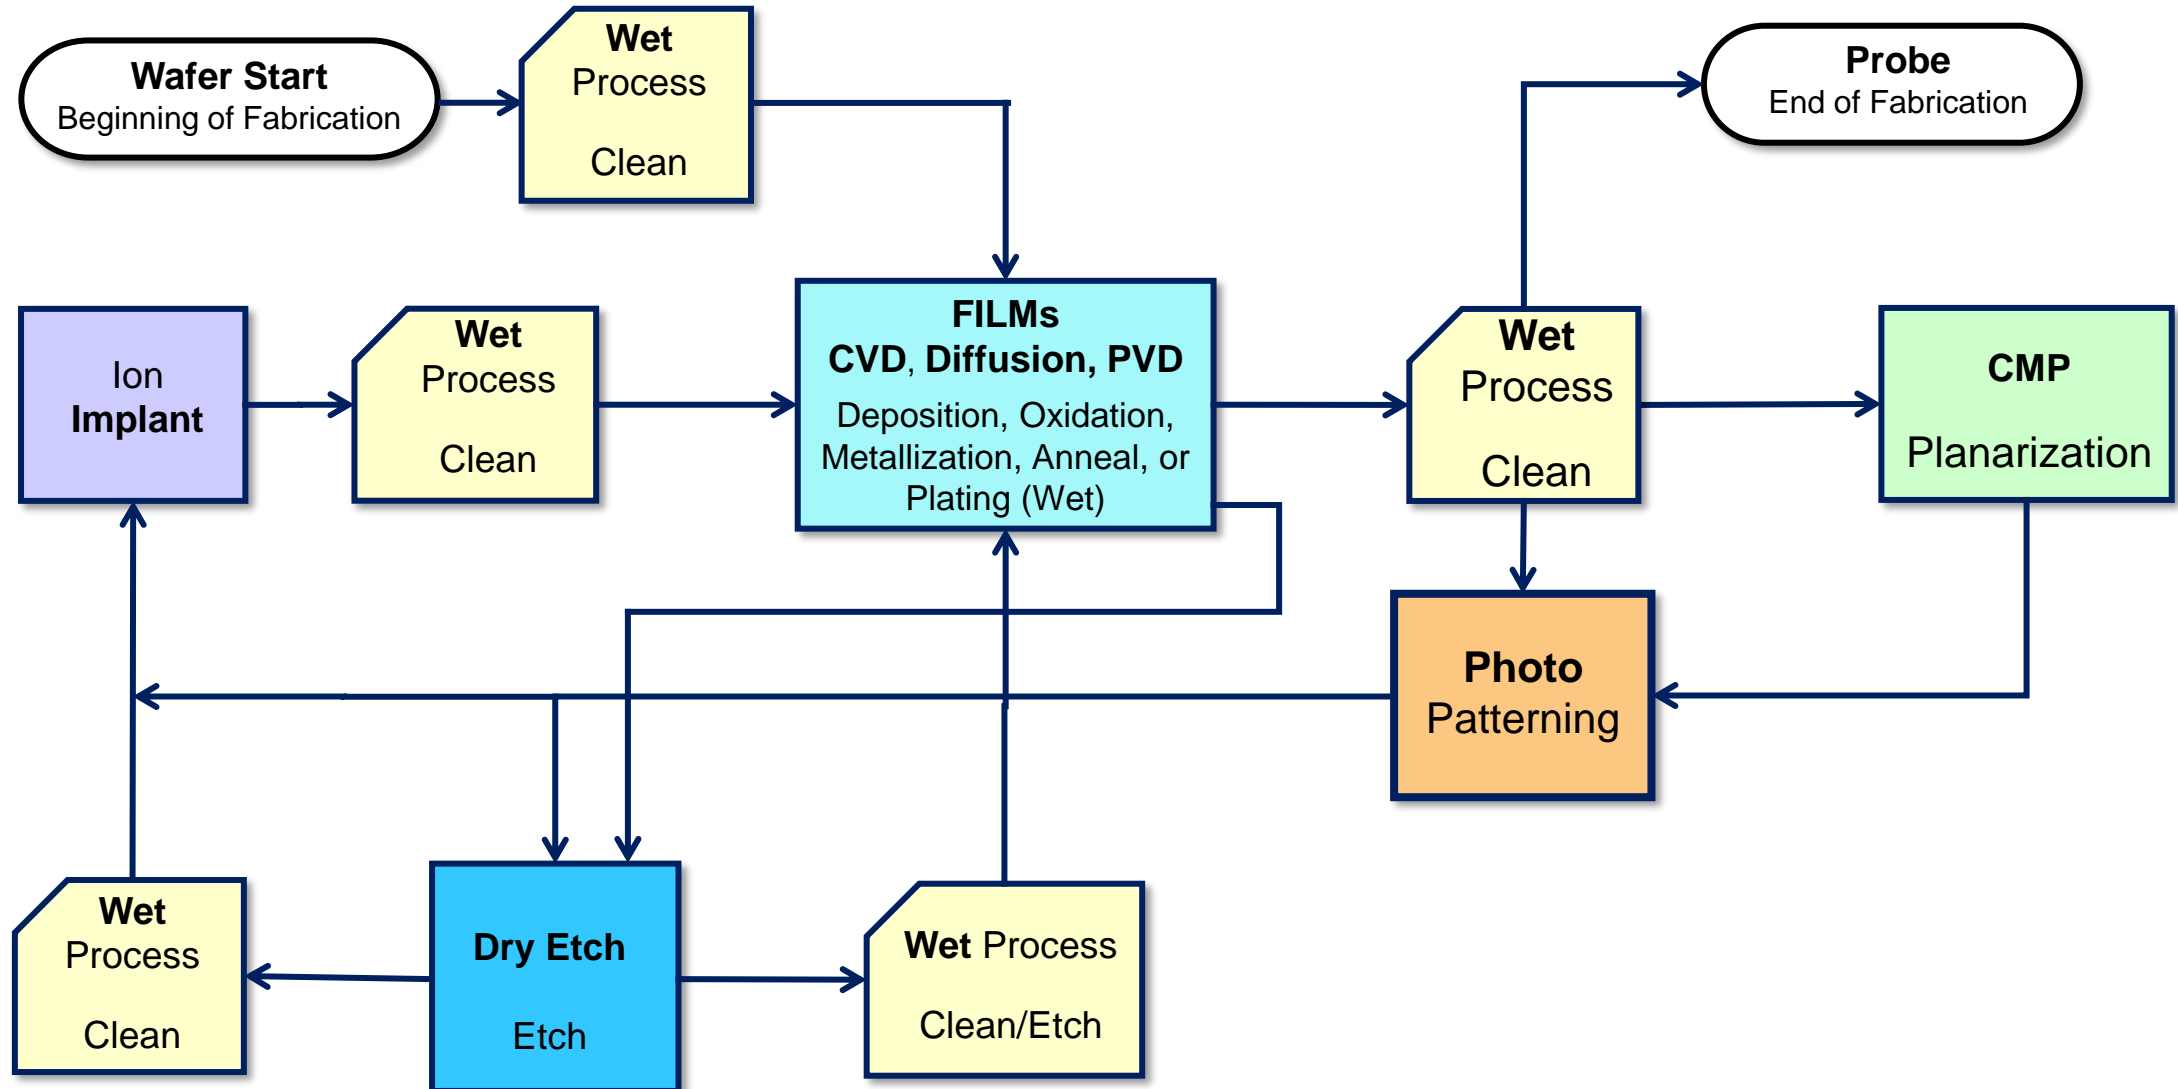 Wafer Start
Beginning of Fabrication
Wet
Process
Clean
Probe
End of Fabrication
Ion
Implant
Wet
Process
Clean
FILMs
CVD, Diffusion, PVD
Deposition, Oxidation,
Metallization, Anneal, or
Plating (Wet)
Wet
Process
Clean
CMP
Planarization
Photo
Patterning
Wet
Process
Clean
Dry Etch
Etch
Wet Process
Clean/Etch